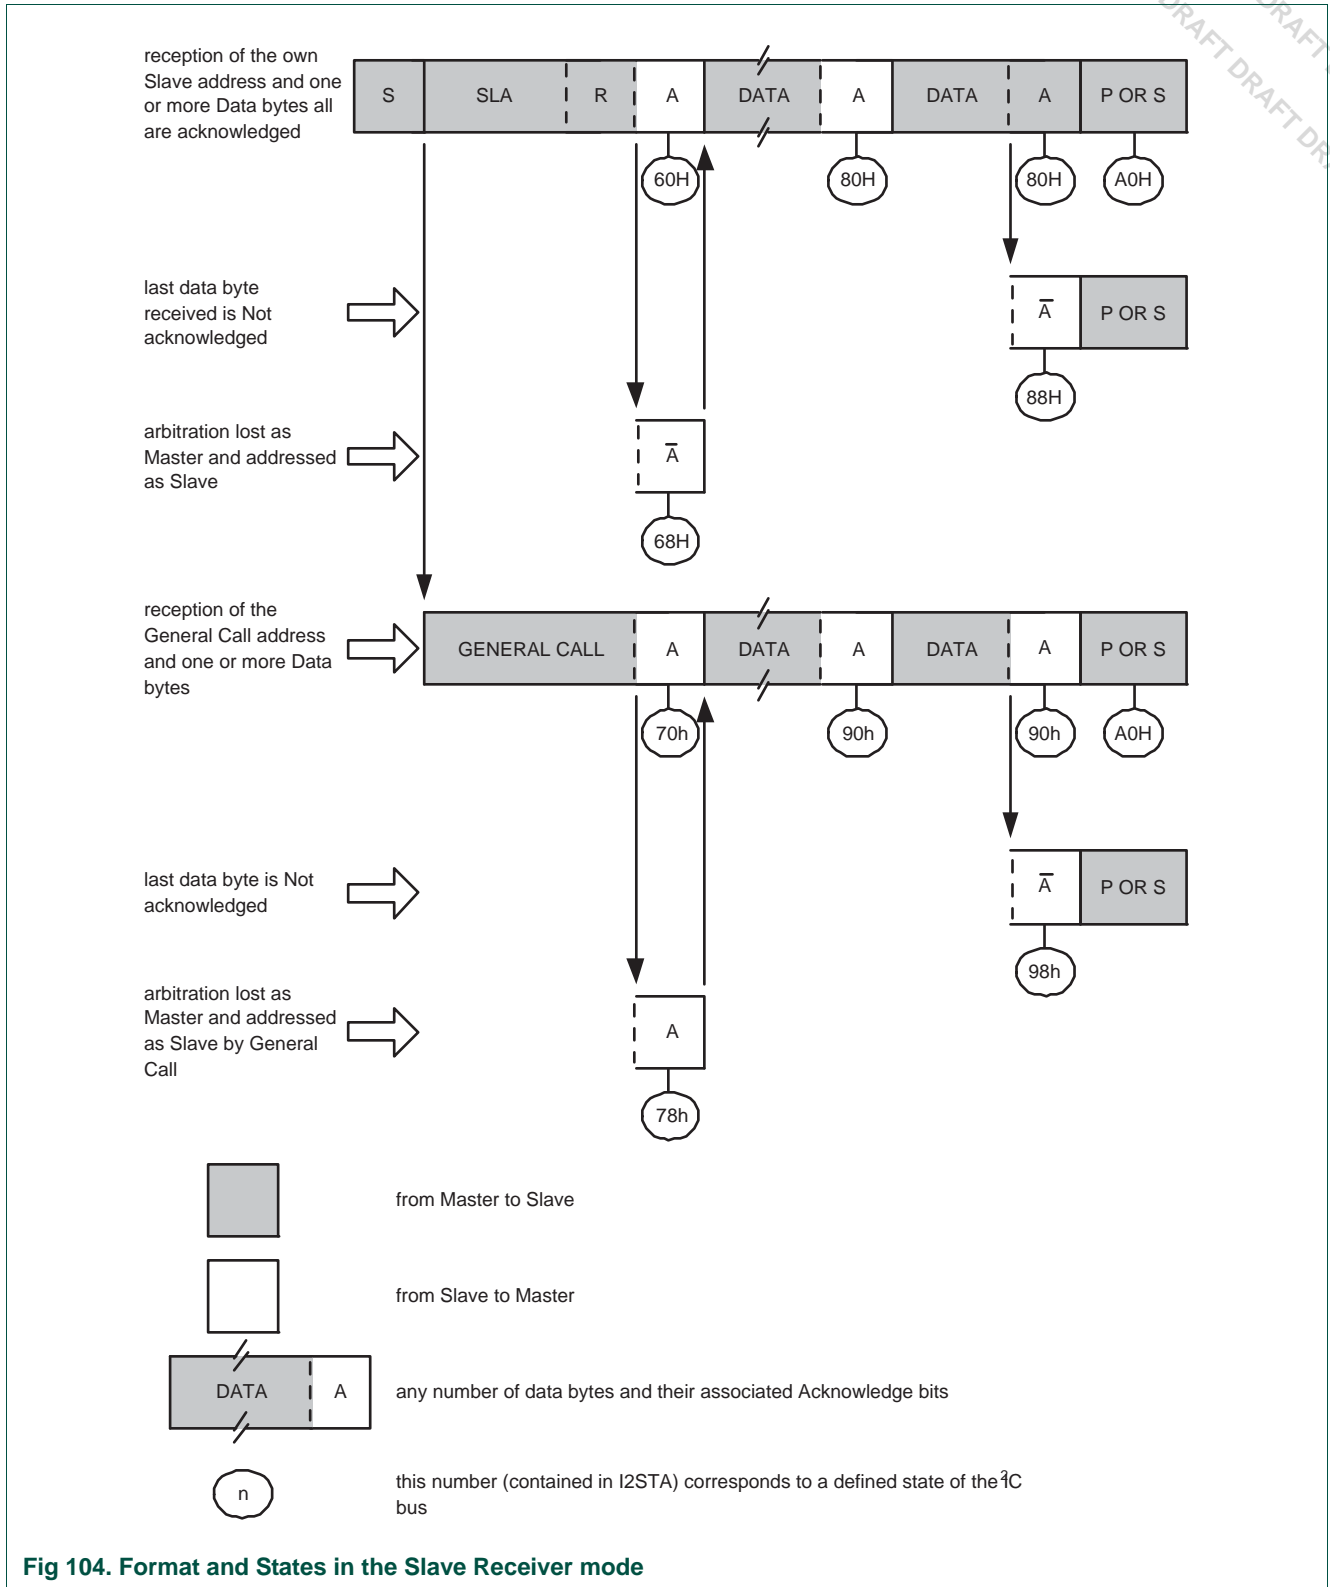 DRAFT DRAFT DRA
DRAFT
reception of the own
Slave address and one
or more Data bytes all
are acknowledged
S SLA R A DATA A DATA A P OR S
60H 80H 80H A0H
last data byte
received is Not
acknowledged
A̅ P OR S
88H
arbitration lost as
Master and addressed
as Slave
A̅
68H
reception of the
General Call address
and one or more Data
bytes
GENERAL CALL A DATA A DATA A P OR S
70h 90h 90h A0H
last data byte is Not
acknowledged
A̅ P OR S
98h
arbitration lost as
Master and addressed
as Slave by General
Call
A
78h
from Master to Slave
from Slave to Master
DATA A any number of data bytes and their associated Acknowledge bits
n this number (contained in I2STA) corresponds to a defined state of the I²C
bus
Fig 104. Format and States in the Slave Receiver mode